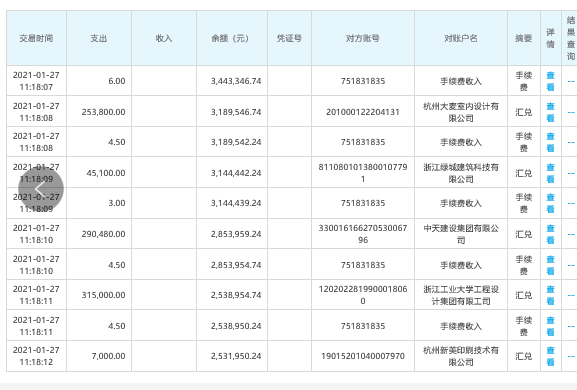 交易时间 支出 收入 余额（元） 凭证号 对方账号 对账户名 摘要 详情 结果查询
2021-01-27 11:18:07 6.00 3,443,346.74 751831835 手续费收入 手续费 查看 --
2021-01-27 11:18:08 253,800.00 3,189,546.74 201000122204131 杭州大麦室内设计有限公司 汇兑 查看 --
2021-01-27 11:18:08 4.50 3,189,542.24 751831835 手续费收入 手续费 查看 --
2021-01-27 11:18:09 45,100.00 3,144,442.24 8110801013800107791 浙江绿城建筑科技有限公司 汇兑 查看 --
2021-01-27 11:18:09 3.00 3,144,439.24 751831835 手续费收入 手续费 查看 --
2021-01-27 11:18:10 290,480.00 2,853,959.24 33001616627053006796 中天建设集团有限公司 汇兑 查看 --
2021-01-27 11:18:10 4.50 2,853,954.74 751831835 手续费收入 手续费 查看 --
2021-01-27 11:18:11 315,000.00 2,538,954.74 1202022819900018060 浙江工业大学工程设计集团有限工司 汇兑 查看 --
2021-01-27 11:18:11 4.50 2,538,950.24 751831835 手续费收入 手续费 查看 --
2021-01-27 11:18:12 7,000.00 2,531,950.24 19015201040007970 杭州新美印刷技术有限公司 汇兑 查看 --